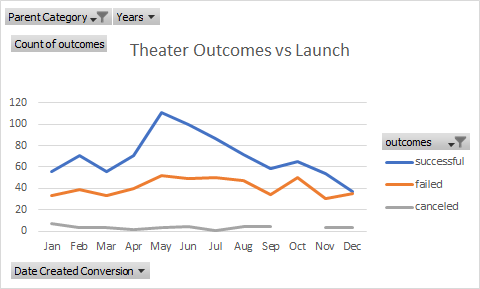 Parent Category Years
Count of outcomes
Theater Outcomes vs Launch
120
100
80
60
40
20
0
Jan Feb Mar Apr May Jun Jul Aug Sep Oct Nov Dec
outcomes
successful
failed
canceled
Date Created Conversion